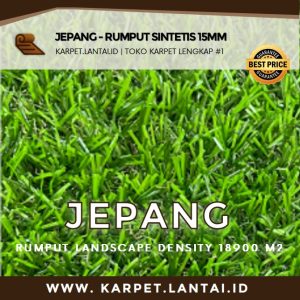 JEPANG - RUMPUT SINTETIS 15MM
KARPET.LANTAI.ID | TOKO KARPET LENGKAP #1
GUARANTEE
BEST PRICE
GUARANTEE
JEPANG
RUMPUT LANDSCAPE DENSITY 18900 M2
WWW. KARPET.LANTAI.ID